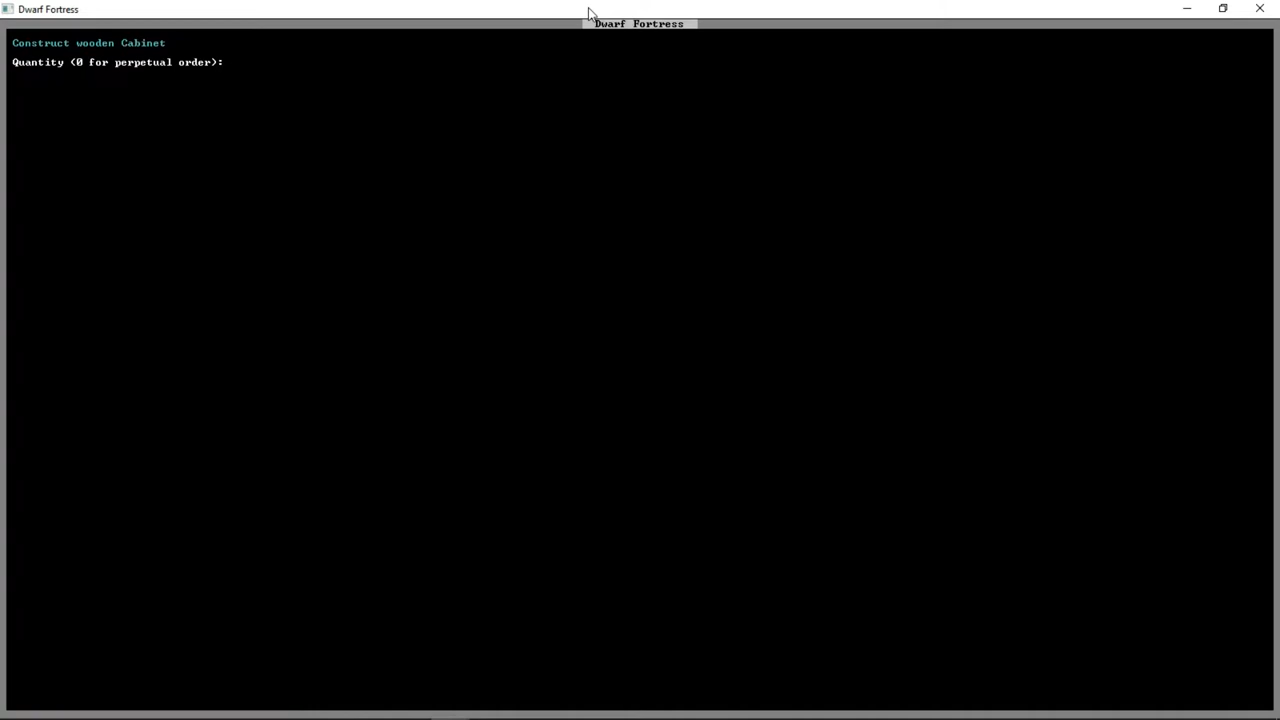 Dwarf Fortress
Dwarf Fortress
Construct wooden Cabinet
Quantity (0 for perpetual order):